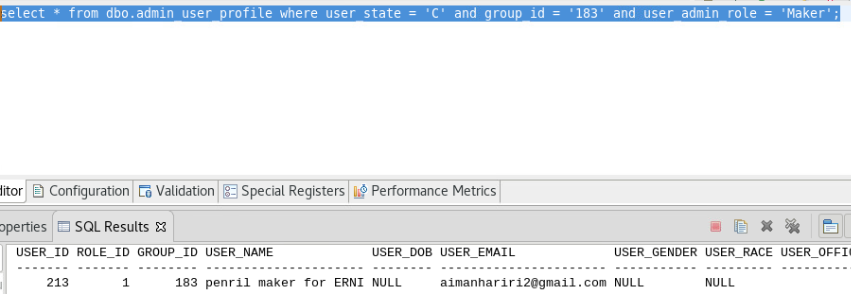 select * from dbo.admin_user_profile where user_state = 'C' and group_id = '183' and user_admin_role = 'Maker';
ditor Configuration Validation Special Registers Performance Metrics
operties SQL Results
USER_ID ROLE_ID GROUP_ID USER_NAME USER_DOB USER_EMAIL USER_GENDER USER_RACE USER_OFFIC
------- ------- -------- -------------------- -------- --------------------- ----------- --------- ----------
213 1 183 penril maker for ERNI NULL aimanhariri2@gmail.com NULL NULL